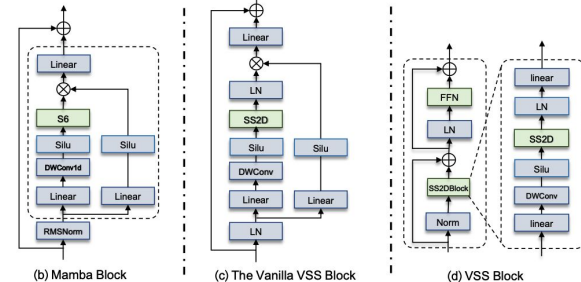 Linear
S6
Silu
Silu
DWConv1d
Linear
Linear
RMSNorm
(b) Mamba Block
Linear
LN
SS2D
Silu
Silu
DWConv
Linear
Linear
LN
(c) The Vanilla VSS Block
FFN
LN
SS2DBlock
Norm
linear
LN
SS2D
Silu
DWConv
linear
(d) VSS Block